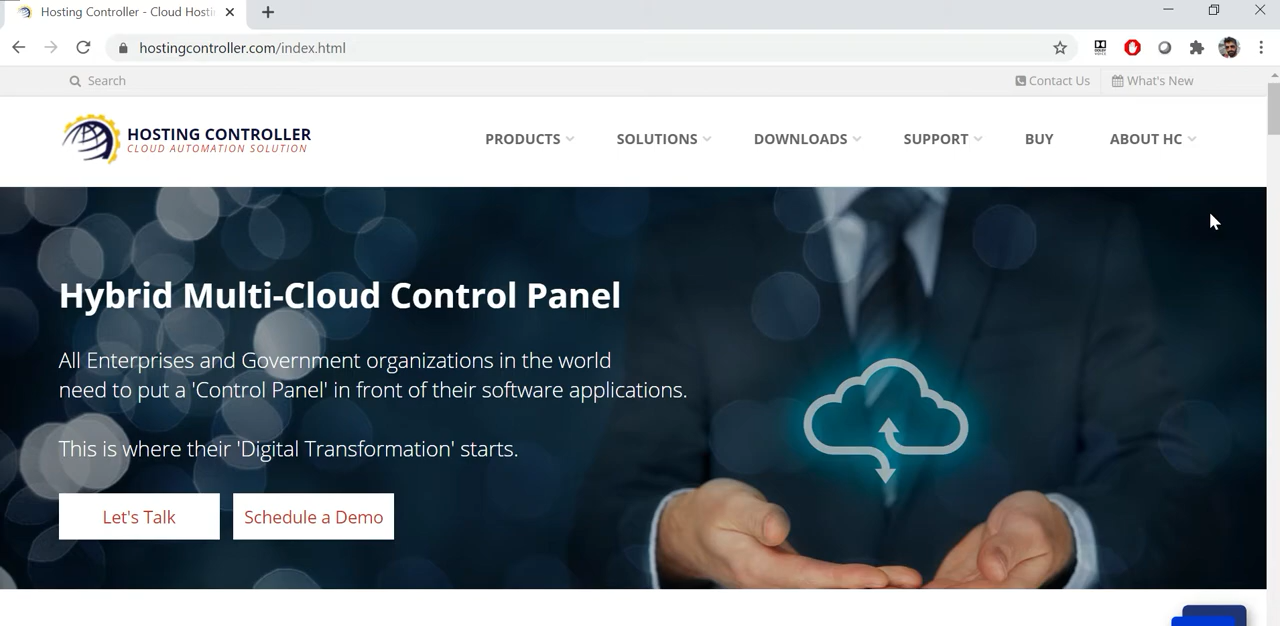 Hosting Controller - Cloud Hosti
hostingcontroller.com/index.html
Search
Contact Us
What's New
HOSTING CONTROLLER
CLOUD AUTOMATION SOLUTION
PRODUCTS
SOLUTIONS
DOWNLOADS
SUPPORT
BUY
ABOUT HC
Hybrid Multi-Cloud Control Panel
All Enterprises and Government organizations in the world
need to put a 'Control Panel' in front of their software applications.
This is where their 'Digital Transformation' starts.
Let's Talk
Schedule a Demo